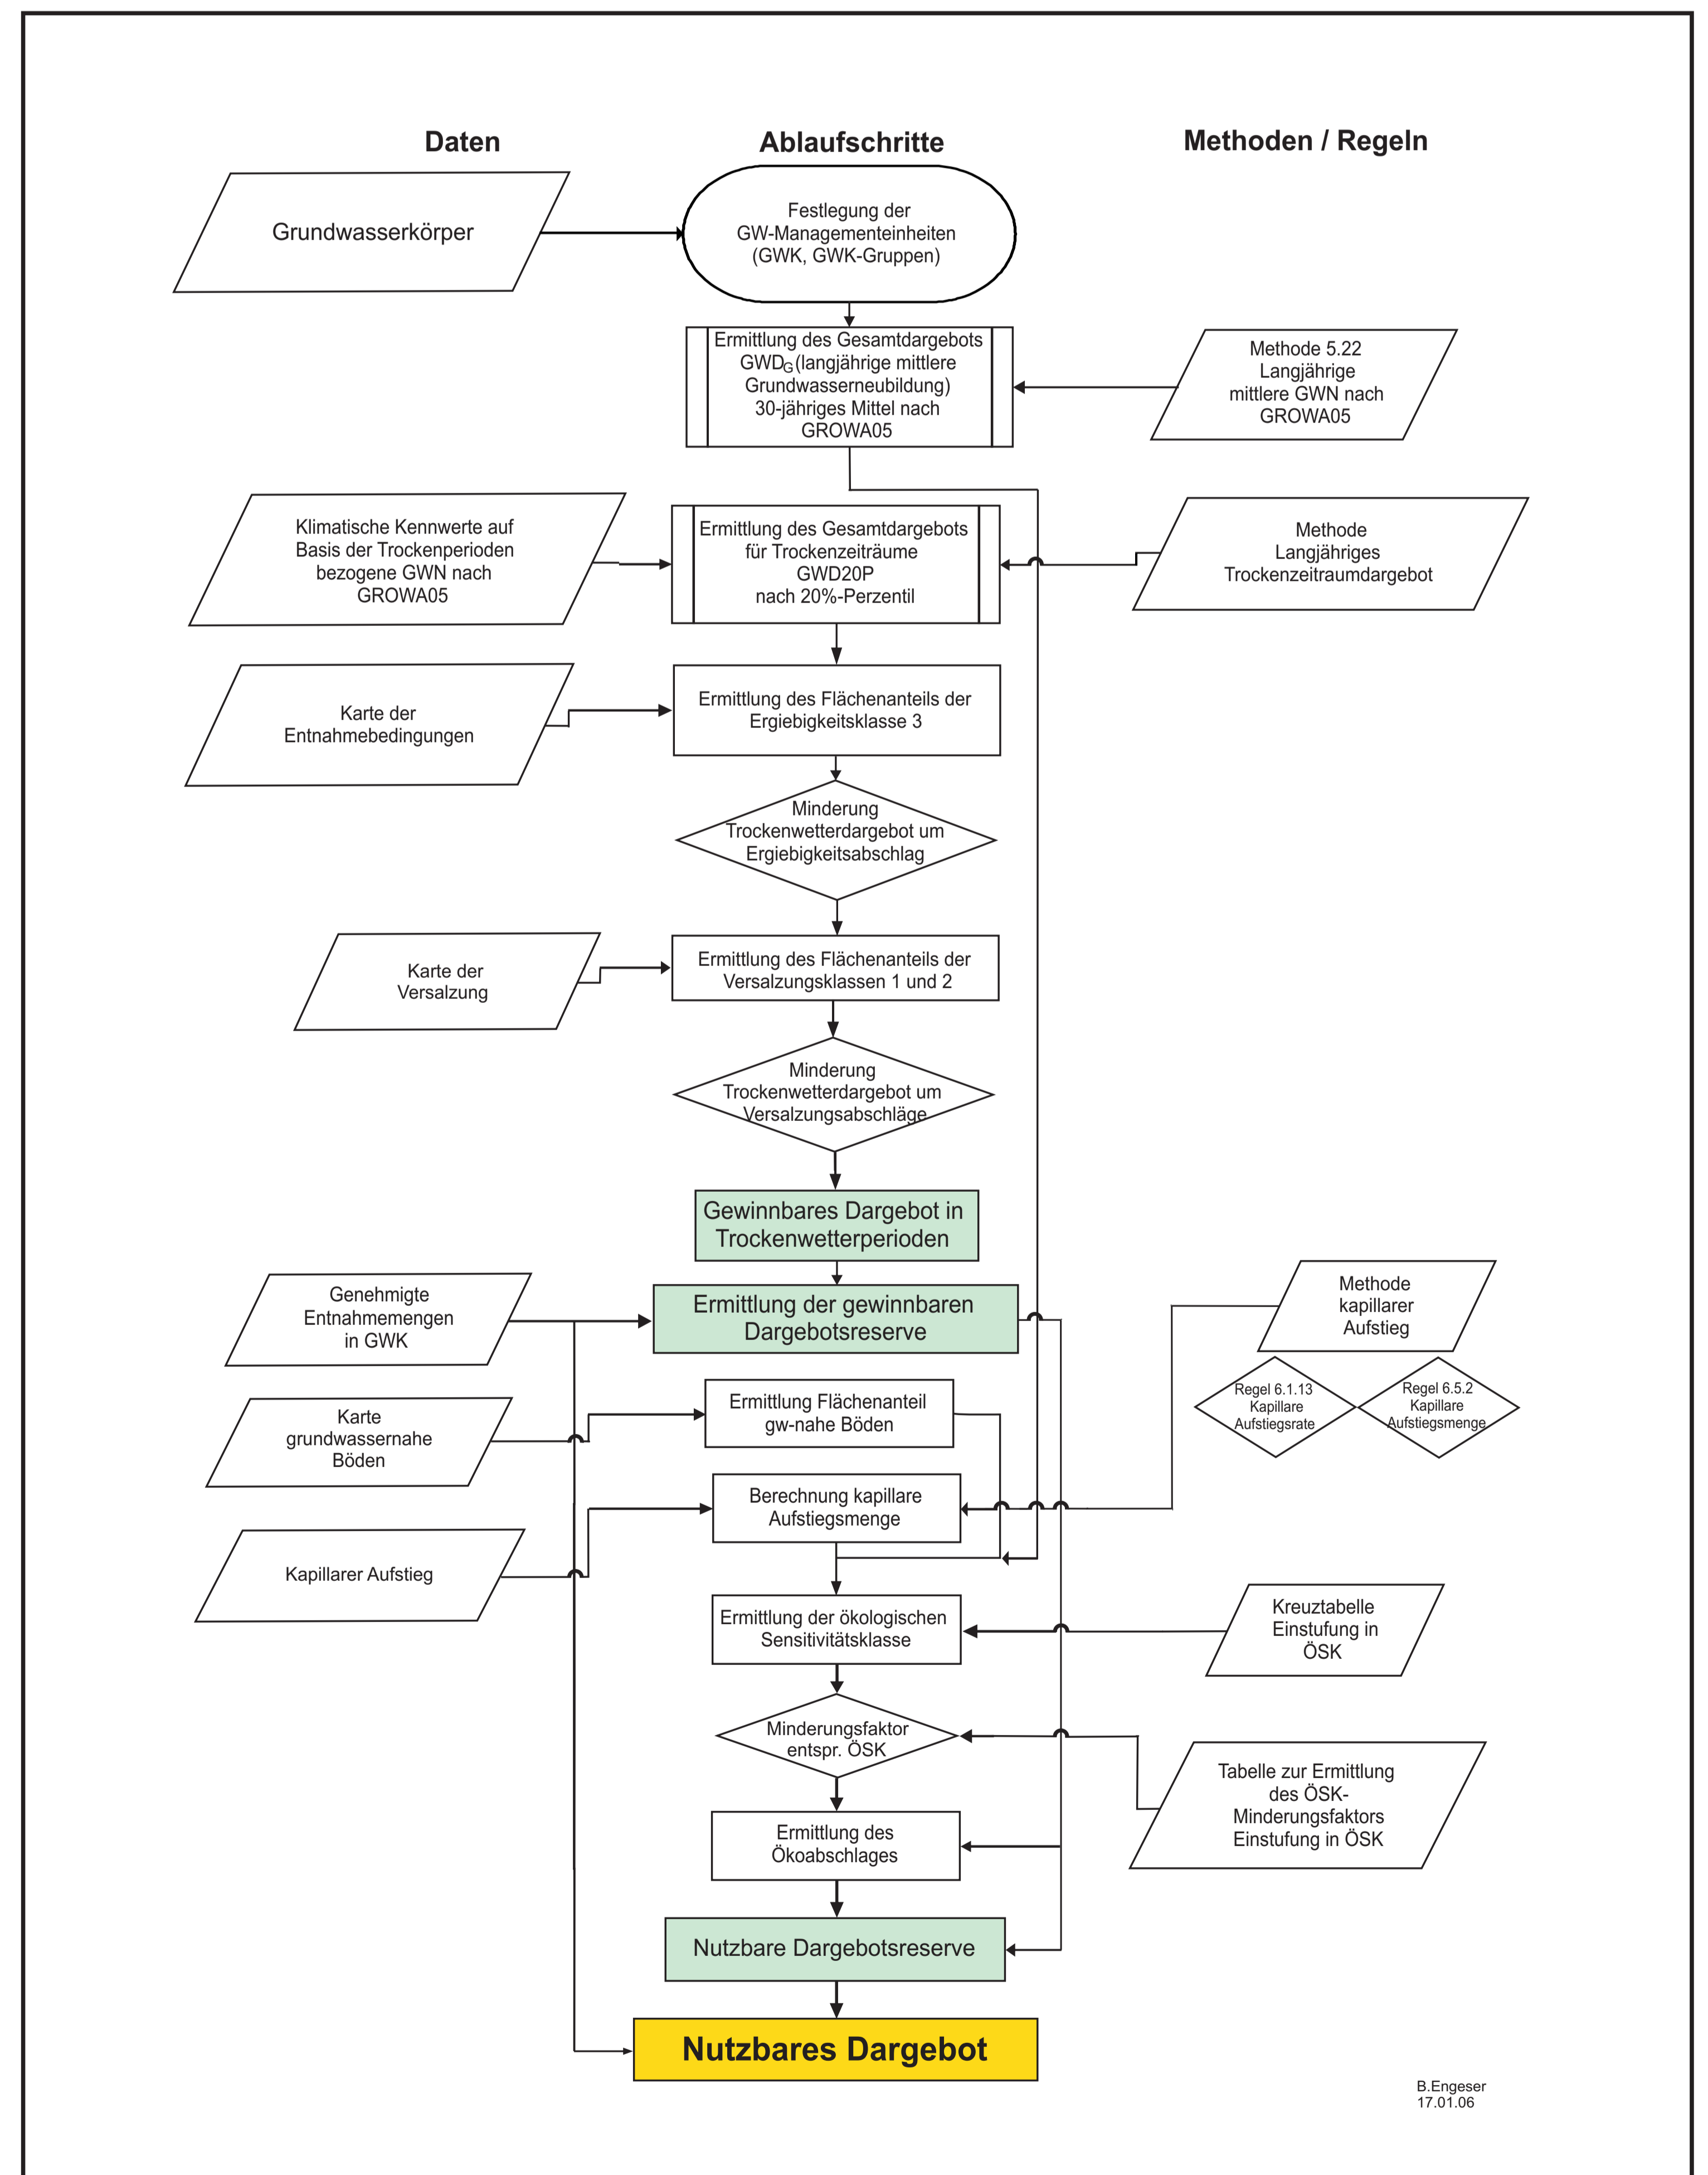 Daten
Ablaufschritte
Methoden / Regeln
Grundwasserkörper
Festlegung der
GW-Managementeinheiten
(GWK, GWK-Gruppen)
Ermittlung des Gesamtdargebots
GWDG (langjährige mittlere
Grundwasserneubildung)
30-jähriges Mittel nach
GROWA05
Methode 5.22
Langjährige
mittlere GWN nach
GROWA05
Klimatische Kennwerte auf
Basis der Trockenperioden
bezogene GWN nach
GROWA05
Ermittlung des Gesamtdargebots
für Trockenzeiträume
GWD20P
nach 20%-Perzentil
Methode
Langjähriges
Trockenzeitraumdargebot
Karte der
Entnahmebedingungen
Ermittlung des Flächenanteils der
Ergiebigkeitsklasse 3
Minderung
Trockenwetterdargebot um
Ergiebigkeitsabschlag
Karte der
Versalzung
Ermittlung des Flächenanteils der
Versalzungsklassen 1 und 2
Minderung
Trockenwetterdargebot um
Versalzungsabschläge
Gewinnbares Dargebot in
Trockenwetterperioden
Genehmigte
Entnahmemengen
in GWK
Ermittlung der gewinnbaren
Dargebotsreserve
Methode
kapillarer
Aufstieg
Regel 6.1.13
Kapillare
Aufstiegsrate
Regel 6.5.2
Kapillare
Aufstiegsmenge
Karte
grundwassernahe
Böden
Ermittlung Flächenanteil
gw-nahe Böden
Berechnung kapillare
Aufstiegsmenge
Kapillarer Aufstieg
Ermittlung der ökologischen
Sensitivitätsklasse
Kreuztabelle
Einstufung in
ÖSK
Minderungsfaktor
entspr. ÖSK
Tabelle zur Ermittlung
des ÖSK-
Minderungsfaktors
Einstufung in ÖSK
Ermittlung des
Ökoabschlages
Nutzbare Dargebotsreserve
Nutzbares Dargebot
B.Engeser
17.01.06